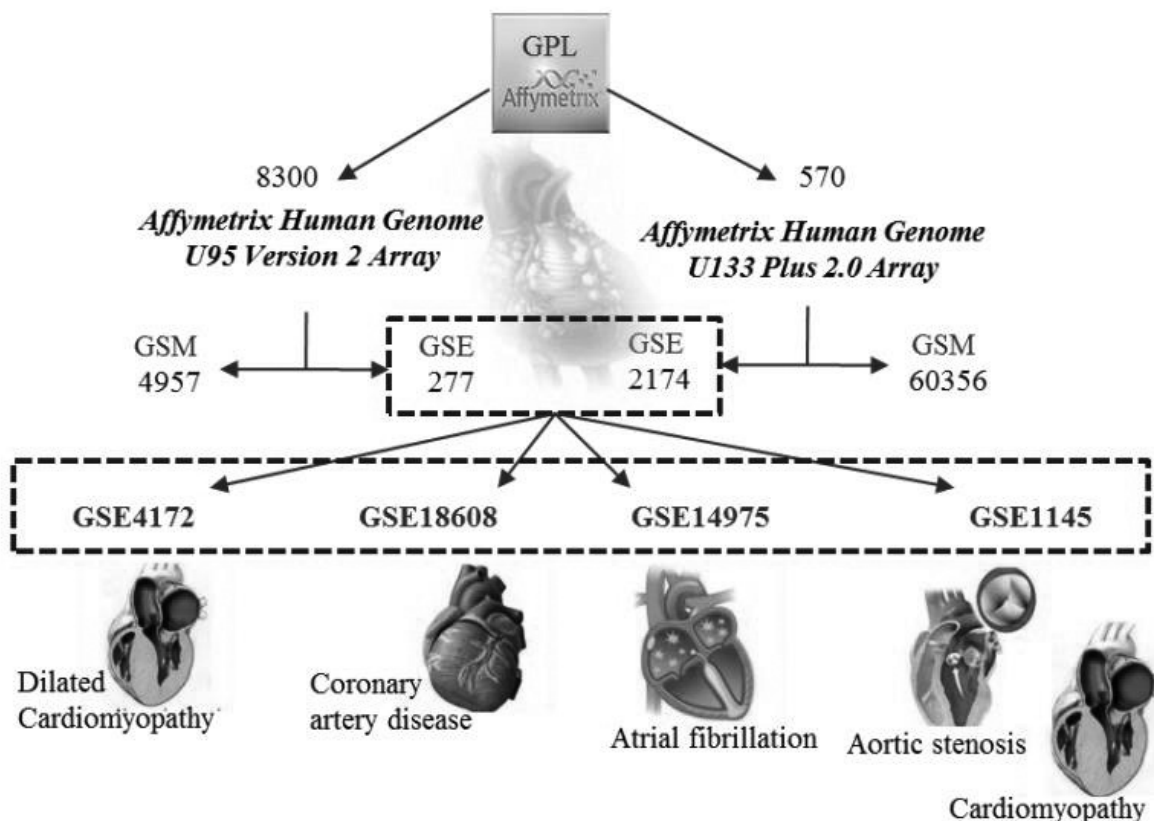 GPL
Affymetrix
8300
570
Affymetrix Human Genome
U95 Version 2 Array
Affymetrix Human Genome
U133 Plus 2.0 Array
GSM
4957
GSE
277
GSE
2174
GSM
60356
GSE4172
GSE18608
GSE14975
GSE1145
Dilated
Cardiomyopathy
Coronary
artery disease
Atrial fibrillation
Aortic stenosis
Cardiomyopathy